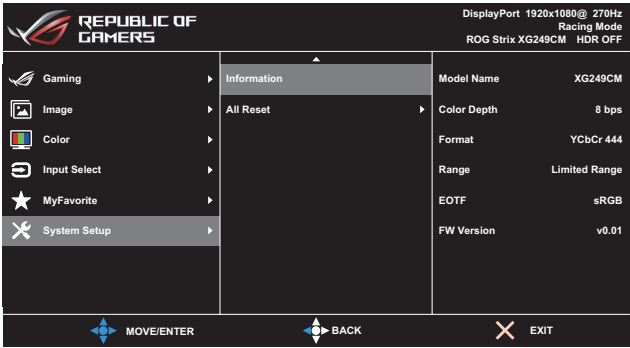 REPUBLIC OF
GAMERS
DisplayPort 1920x1080@ 270Hz
Racing Mode
ROG Strix XG249CM HDR OFF
Gaming
Image
Color
Input Select
MyFavorite
System Setup
Information
All Reset
Model Name XG249CM
Color Depth 8 bps
Format YCbCr 444
Range Limited Range
EOTF sRGB
FW Version v0.01
MOVE/ENTER
BACK
EXIT